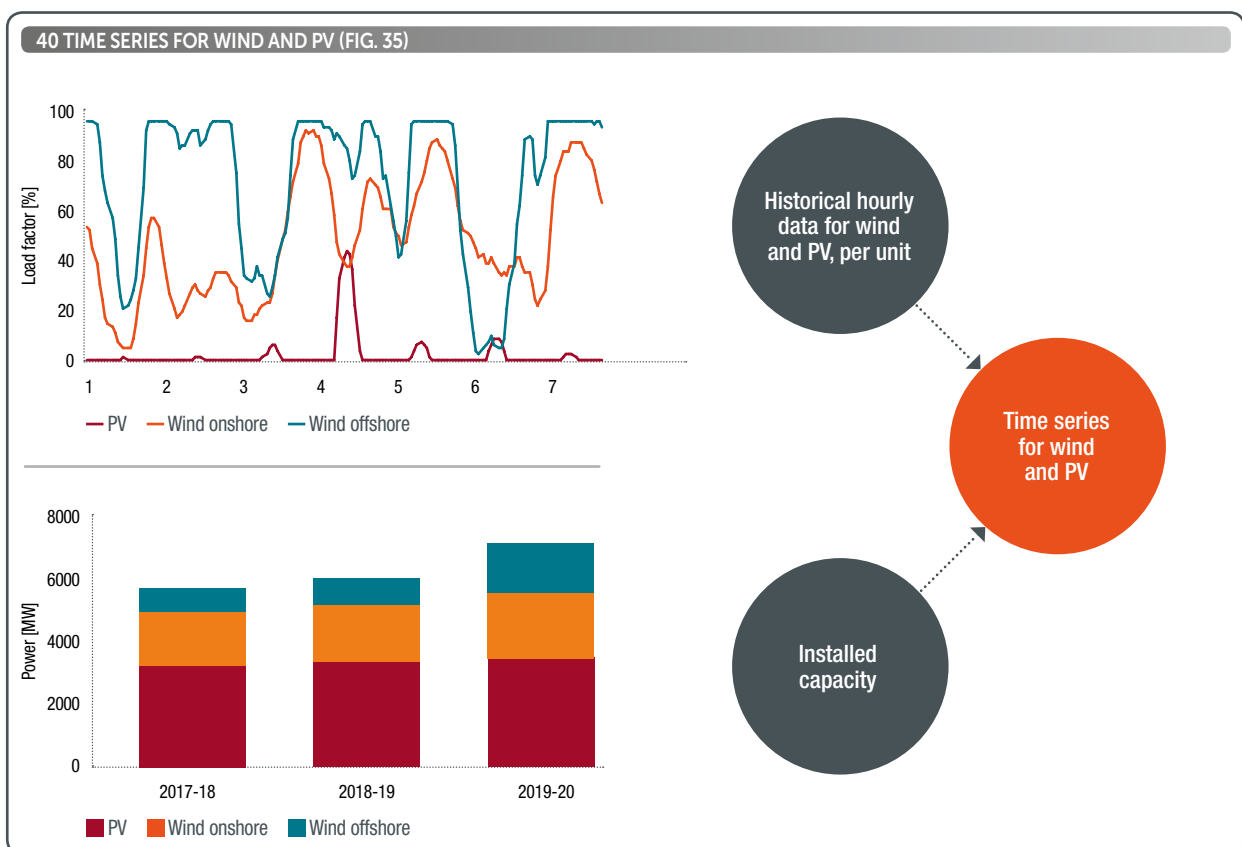 40 TIME SERIES FOR WIND AND PV (FIG. 35)
Load factor [%]
100
80
60
40
20
0
1 2 3 4 5 6 7
PV Wind onshore Wind offshore
Power [MW]
8000
6000
4000
2000
0
2017-18 2018-19 2019-20
PV Wind onshore Wind offshore
Historical hourly
data for wind
and PV, per unit
Time series
for wind
and PV
Installed
capacity